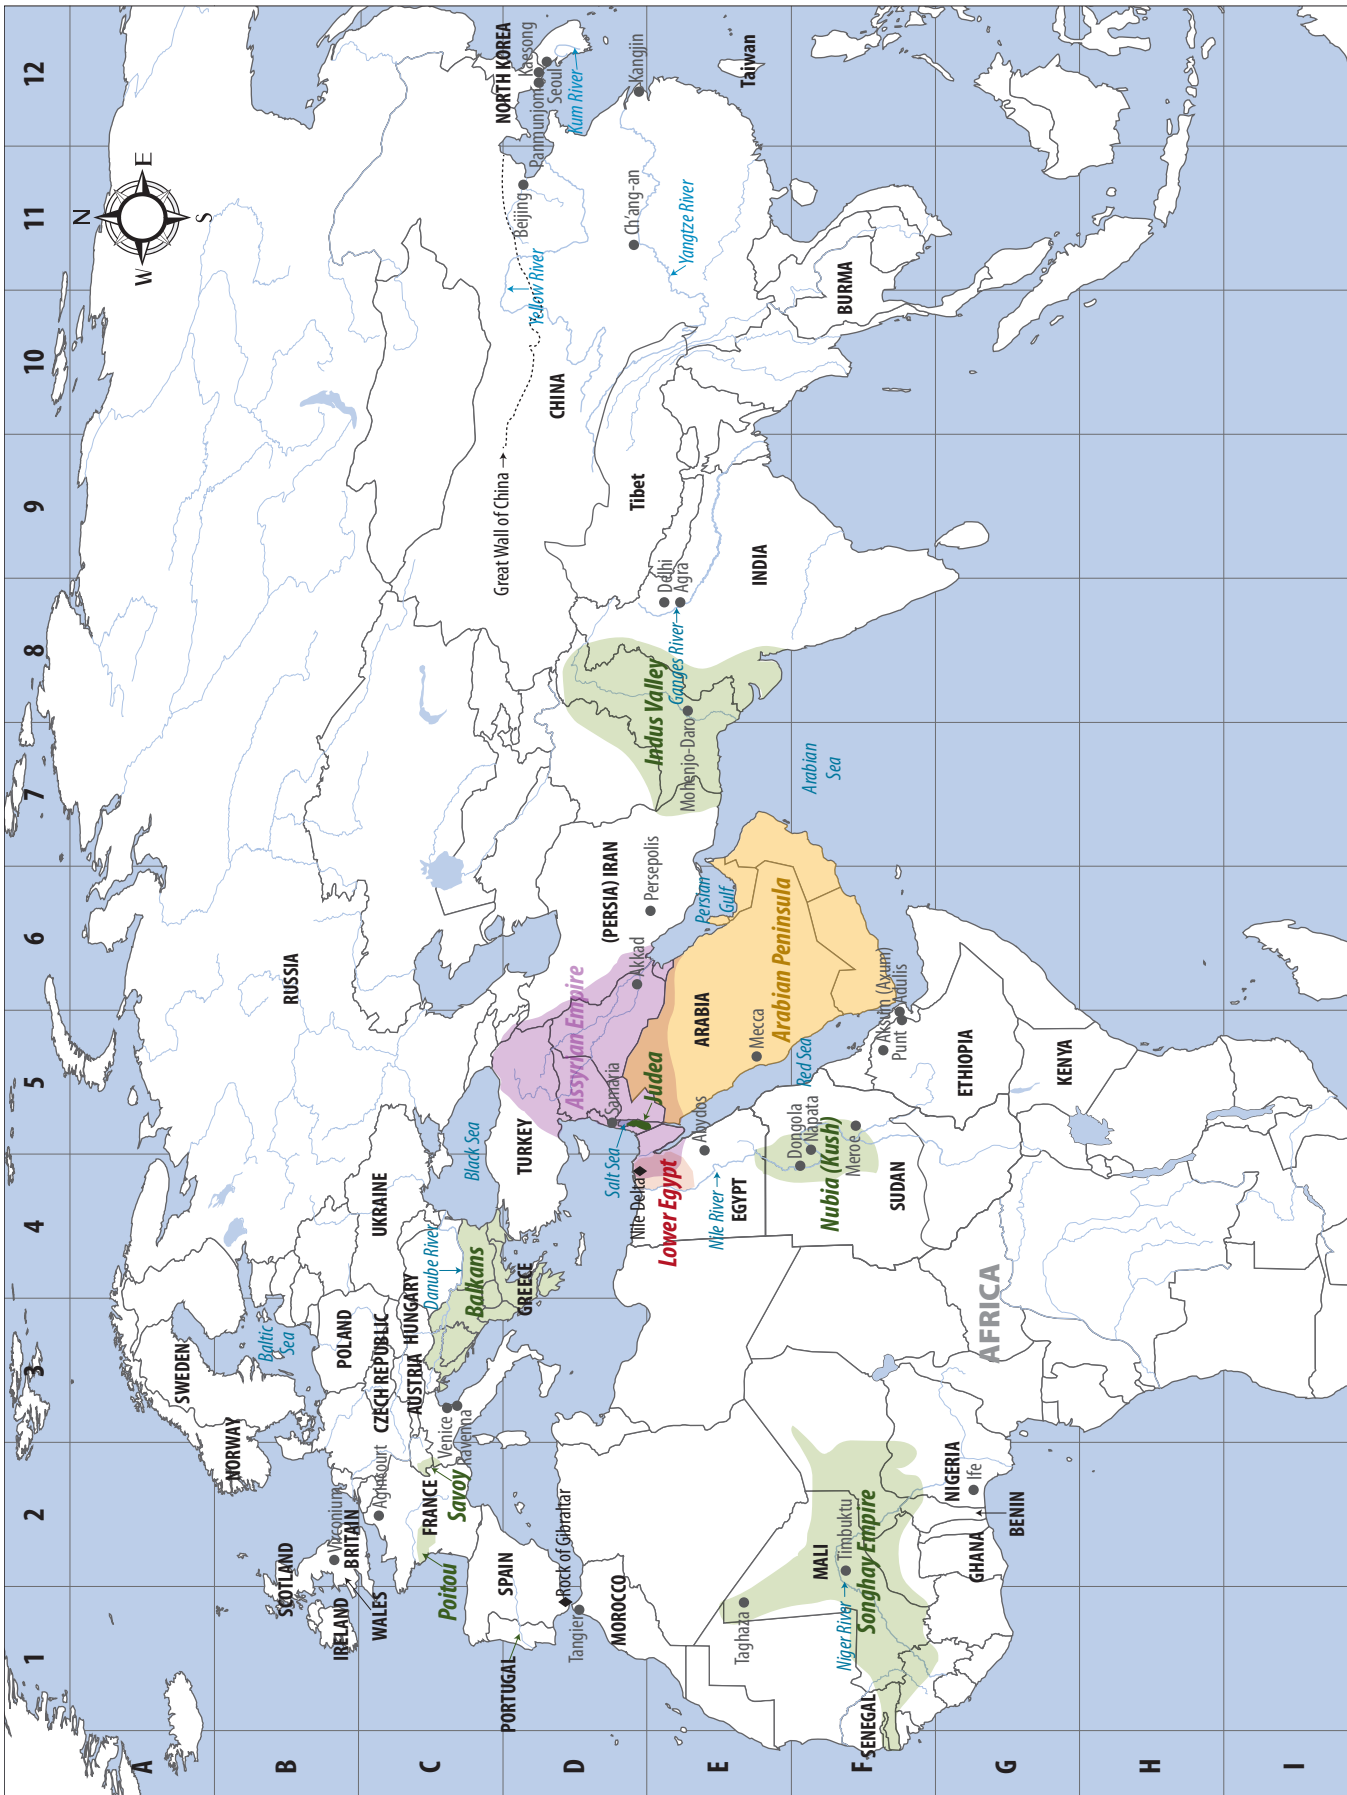 A
B
C
D
E
F
G
H
I
1
2
3
4
5
6
7
8
9
10
11
12
N
E
S
W
SWEDEN
NORWAY
RUSSIA
Baltic
Sea
SCOTLAND
IRELAND
Viroconium
BRITAIN
WALES
POLAND
CZECH REPUBLIC
Agincourt
UKRAINE
AUSTRIA
HUNGARY
FRANCE
Poitou
Savoy
Venice
Ravenna
Danube River
Balkans
Black Sea
PORTUGAL
SPAIN
GREECE
TURKEY
Rock of Gibraltar
Tangier
MOROCCO
Assyrian Empire
Samaria
Salt Sea
Judea
Akkad
(PERSIA) IRAN
Persepolis
Nile Delta
Lower Egypt
Abydos
Nile River
EGYPT
ARABIA
Mecca
Arabian Peninsula
Persian
Gulf
Red Sea
Arabian
Sea
Indus Valley
Mohenjo-Daro
Ganges River
Delhi
Agra
INDIA
Tibet
Great Wall of China
CHINA
Yellow River
Beijing
NORTH KOREA
Panmunjom
Kaesong
Seoul
Kum River
Kangjin
Ch'ang-an
Yangtze River
Taiwan
BURMA
Taghaza
MALI
Timbuktu
Niger River
Songhay Empire
SENEGAL
Dongola
Napata
Nubia (Kush)
Meroe
SUDAN
Aksum (Axum)
Punt
Adulis
ETHIOPIA
KENYA
AFRICA
NIGERIA
Ife
GHANA
BENIN